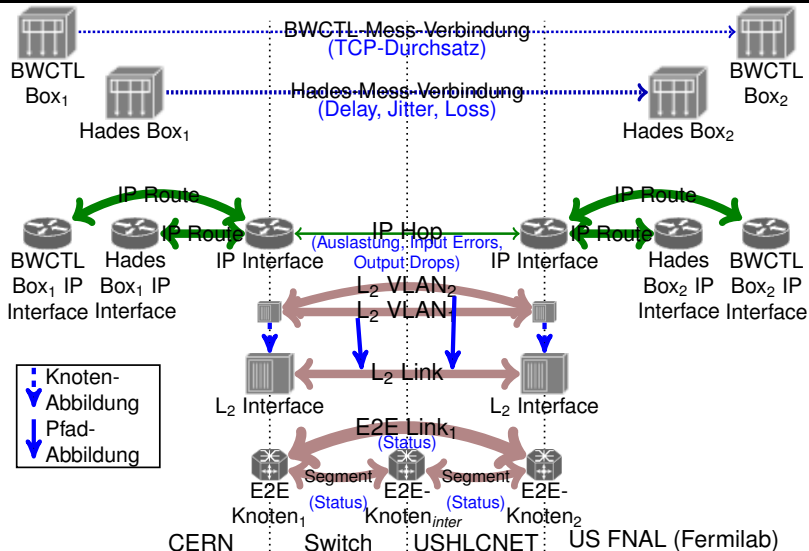 BWCTL-Mess-Verbindung
(TCP-Durchsatz)
BWCTL
Box1
BWCTL
Box2
Hades-Mess-Verbindung
(Delay, Jitter, Loss)
Hades Box1
Hades Box2
IP Route
IP Route
IP Route
IP Hop
IP Route
(Auslastung, Input Errors,
Output Drops)
BWCTL
Box1 IP
Interface
Hades
Box1 IP
Interface
IP Interface
IP Interface
Hades
Box2 IP
Interface
BWCTL
Box2 IP
Interface
L2 VLAN2
L2 VLAN1
L2 Link
L2 Interface
L2 Interface
Knoten-
Abbildung
Pfad-
Abbildung
E2E Link1
(Status)
Segment
Segment
(Status)
(Status)
E2E
Knoten1
E2E-
Knoteninter
E2E-
Knoten2
CERN
Switch
USHLCNET
US FNAL (Fermilab)